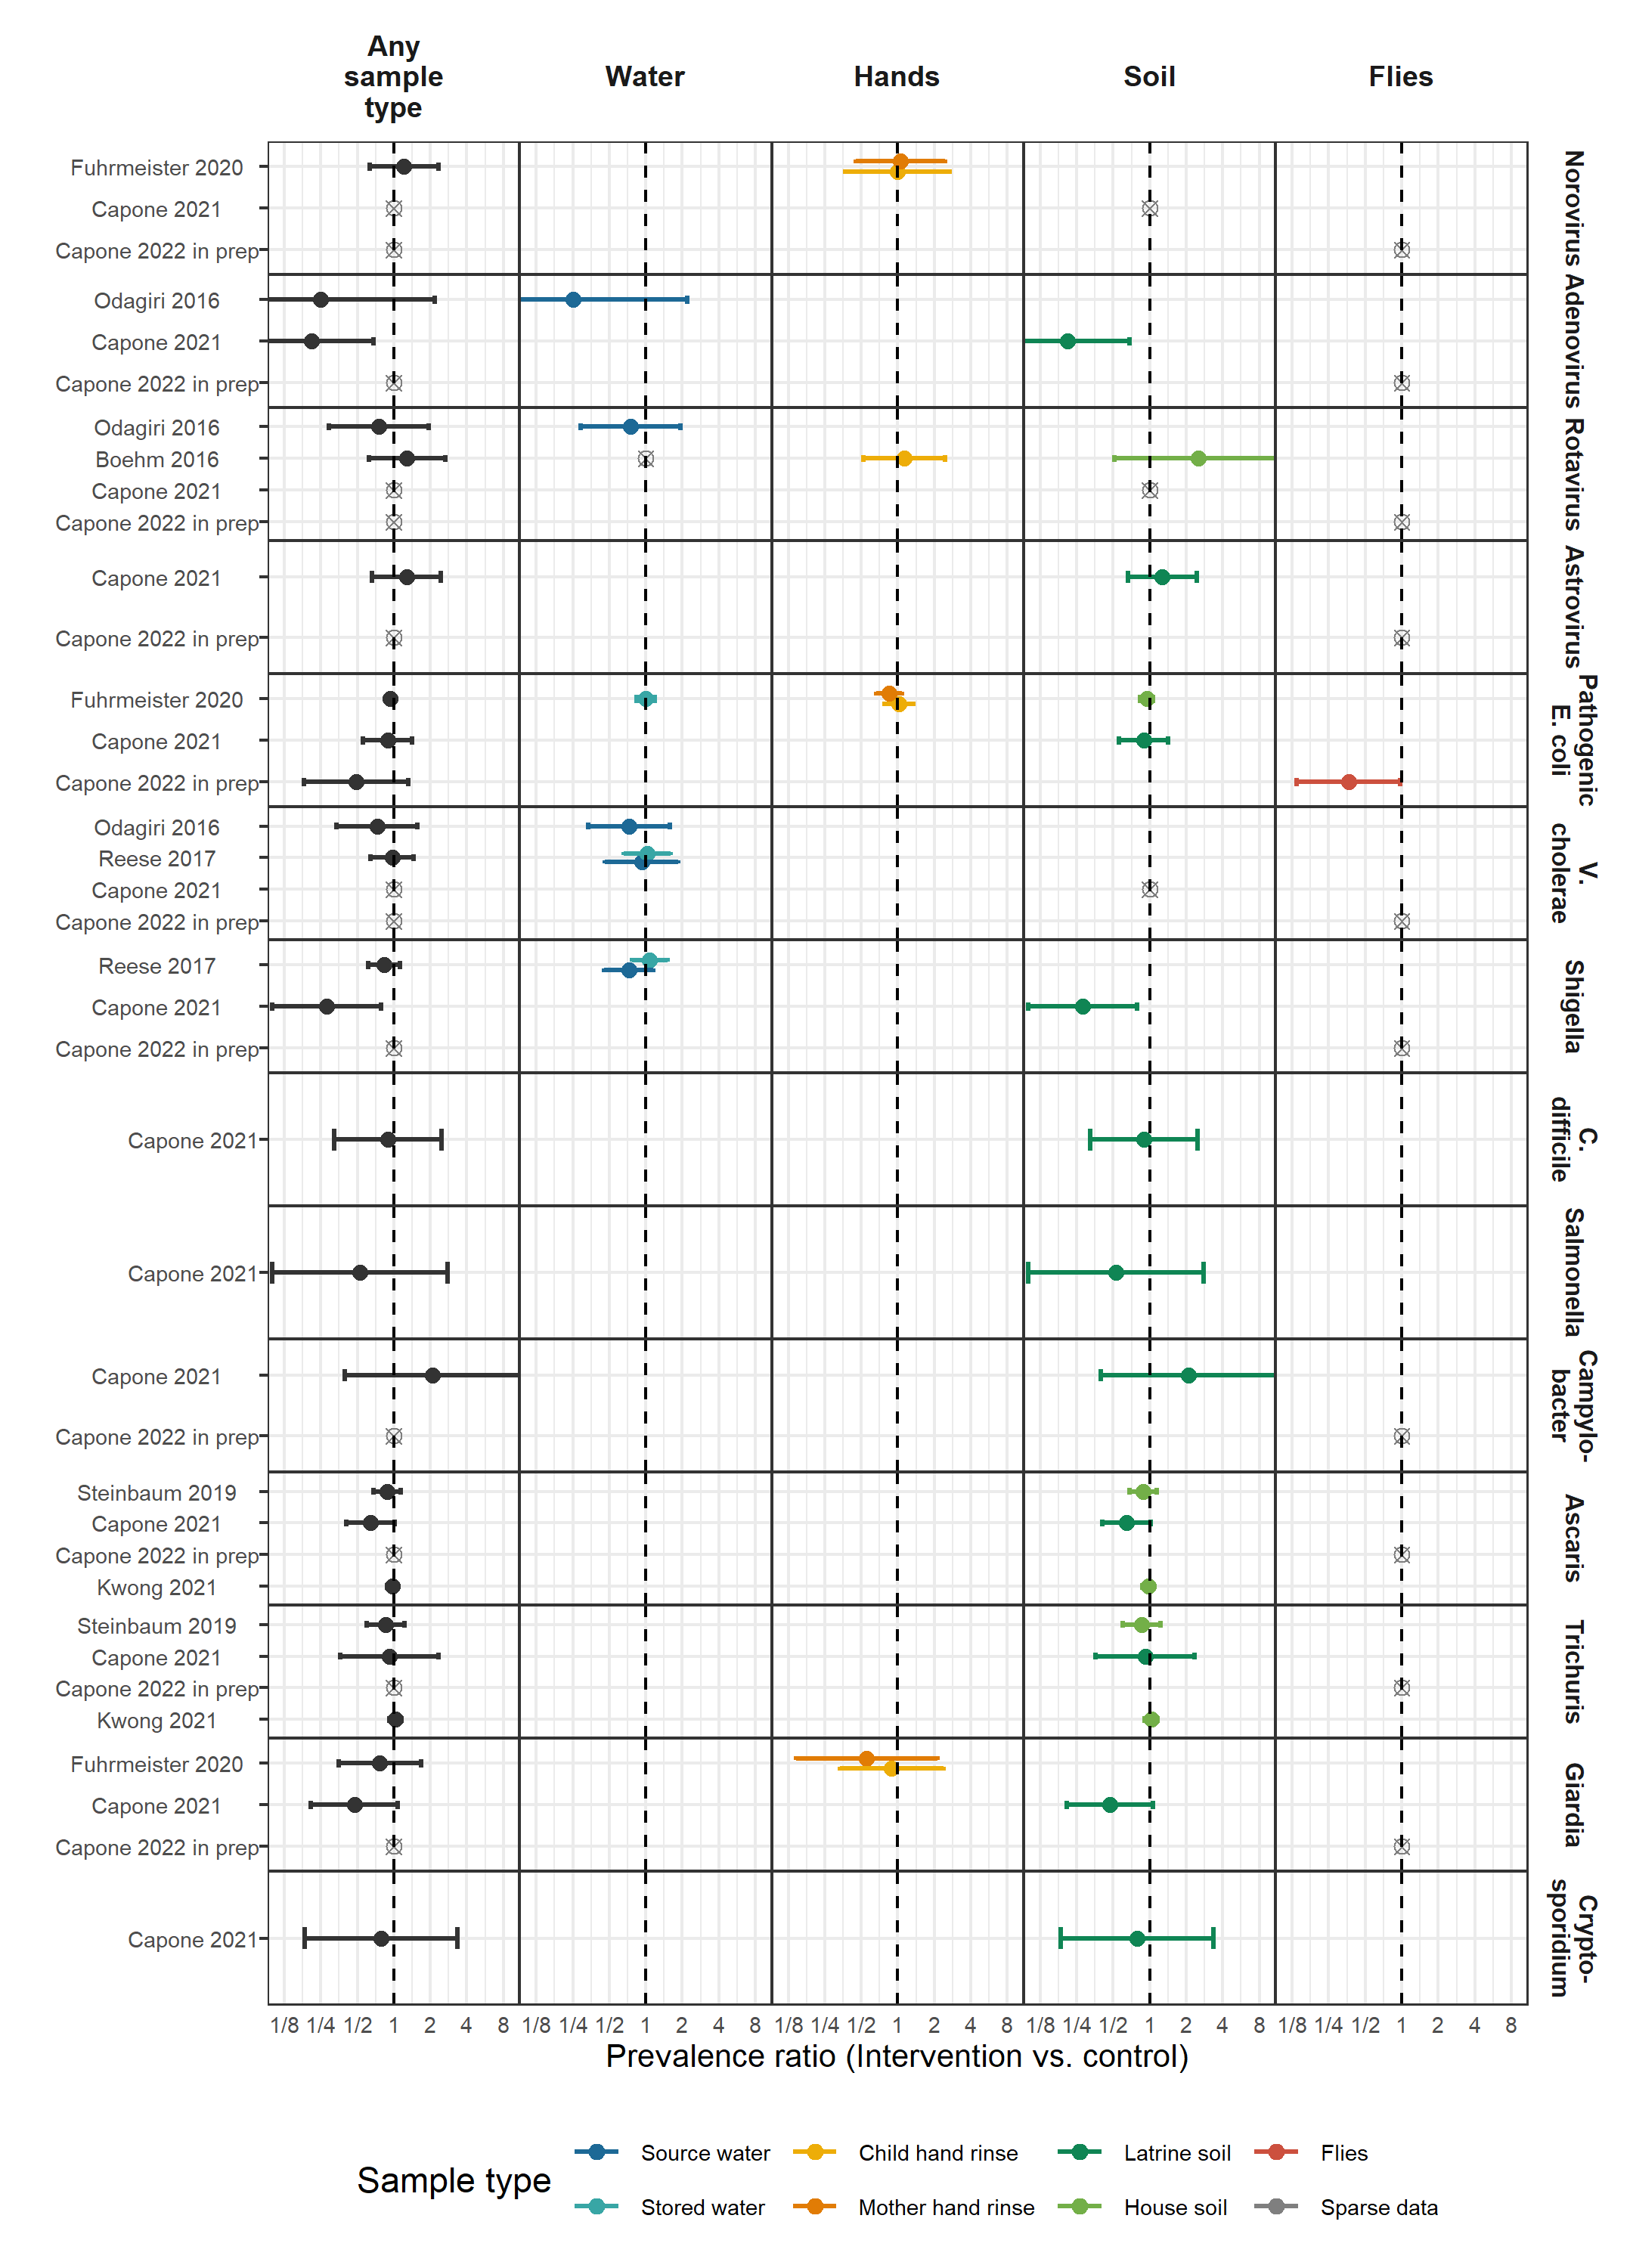 Any
sample
type
Water
Hands
Soil
Flies
Fuhrmeister 2020
Capone 2021
Capone 2022 in prep
Norovirus
Odagiri 2016
Capone 2021
Capone 2022 in prep
Adenovirus
Odagiri 2016
Boehm 2016
Capone 2021
Capone 2022 in prep
Rotavirus
Capone 2021
Capone 2022 in prep
Astrovirus
Fuhrmeister 2020
Capone 2021
Capone 2022 in prep
Pathogenic
E. coli
Odagiri 2016
Reese 2017
Capone 2021
Capone 2022 in prep
V.
cholerae
Reese 2017
Capone 2021
Capone 2022 in prep
Shigella
Capone 2021
C.
difficile
Capone 2021
Salmonella
Capone 2021
Capone 2022 in prep
Campylo-
bacter
Steinbaum 2019
Capone 2021
Capone 2022 in prep
Kwong 2021
Ascaris
Steinbaum 2019
Capone 2021
Capone 2022 in prep
Kwong 2021
Trichuris
Fuhrmeister 2020
Capone 2021
Capone 2022 in prep
Giardia
Capone 2021
Crypto-
sporidium
1/8 1/4 1/2 1 2 4 8 1/8 1/4 1/2 1 2 4 8 1/8 1/4 1/2 1 2 4 8 1/8 1/4 1/2 1 2 4 8 1/8 1/4 1/2 1 2 4 8
Prevalence ratio (Intervention vs. control)
Sample type
Source water
Child hand rinse
Latrine soil
Flies
Stored water
Mother hand rinse
House soil
Sparse data